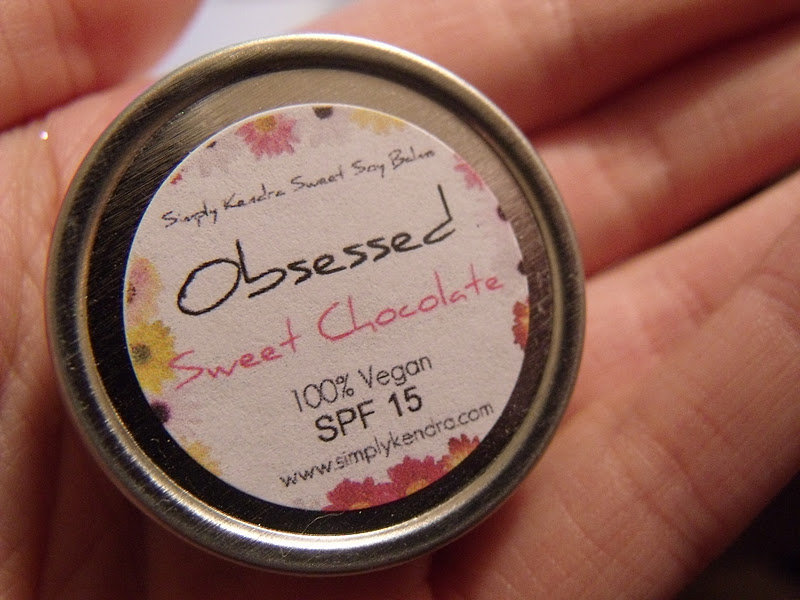 Simply Kendra Sweet Soy Balm
Obsessed
Sweet Chocolate
100% Vegan
SPF 15
www.simplykendra.com